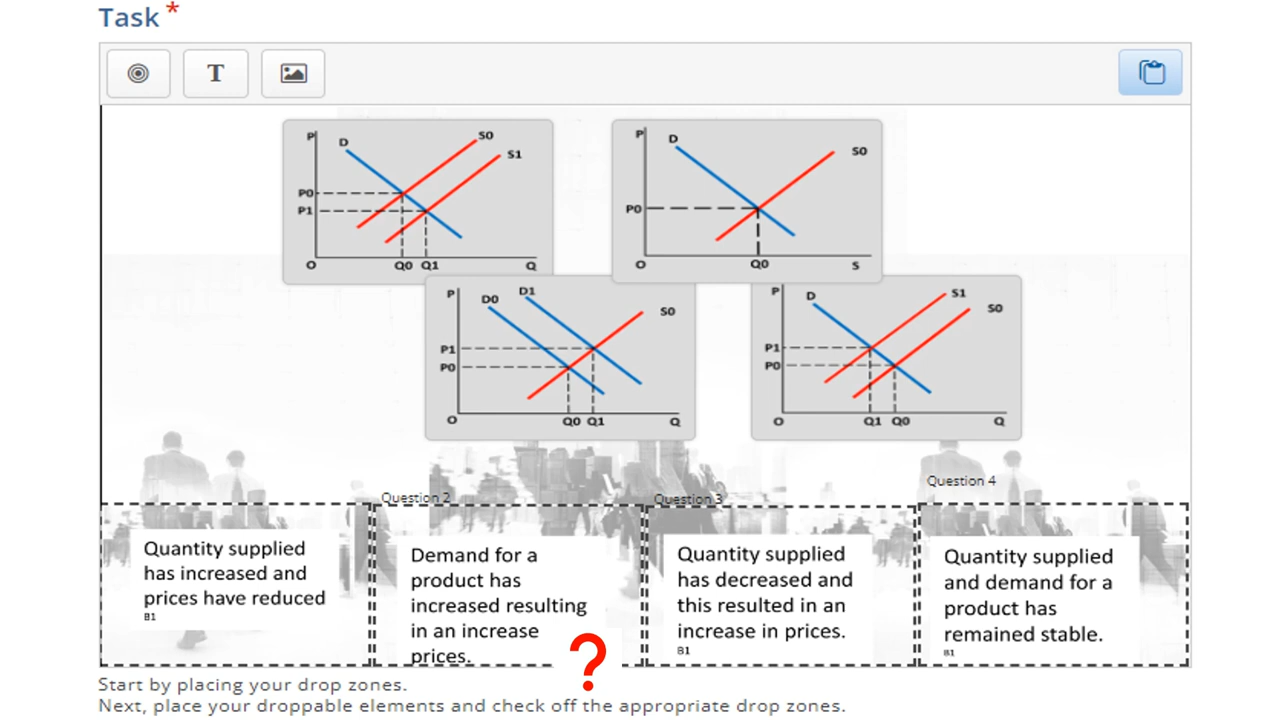 Task *
T
P
D
S0
S1
P0
P1
O
Q0
Q1
Q
P
D
S0
P0
O
Q0
S
P
D0
D1
S0
P1
P0
O
Q0
Q1
Q
P
D
S1
S0
P1
P0
O
Q1
Q0
Q
Question 2
Question 3
Question 4
Quantity supplied
has increased and
prices have reduced
B1
Demand for a
product has
increased resulting
in an increase
prices.
?
Quantity supplied
has decreased and
this resulted in an
increase in prices.
B1
Quantity supplied
and demand for a
product has
remained stable.
B1
Start by placing your drop zones.
Next, place your droppable elements and check off the appropriate drop zones.